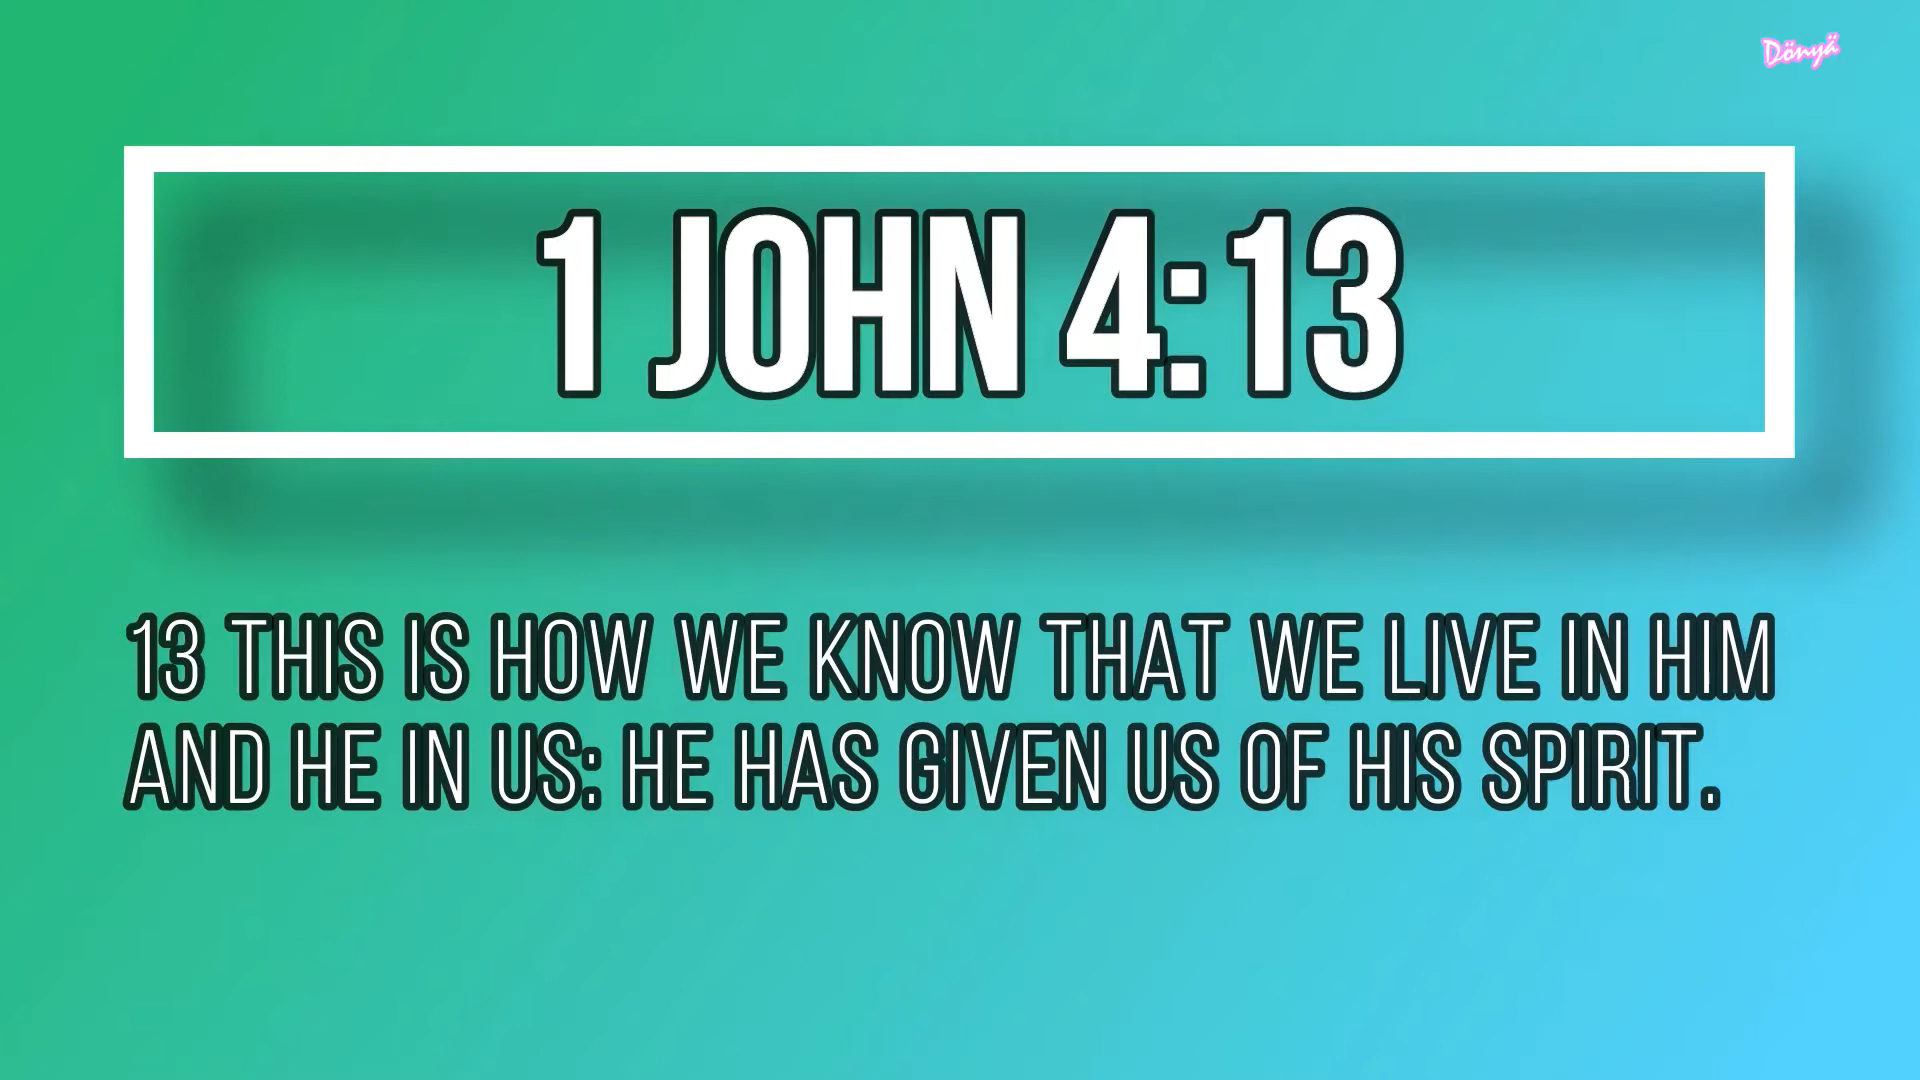 Dönyä
1 JOHN 4:13
13 THIS IS HOW WE KNOW THAT WE LIVE IN HIM
AND HE IN US: HE HAS GIVEN US OF HIS SPIRIT.